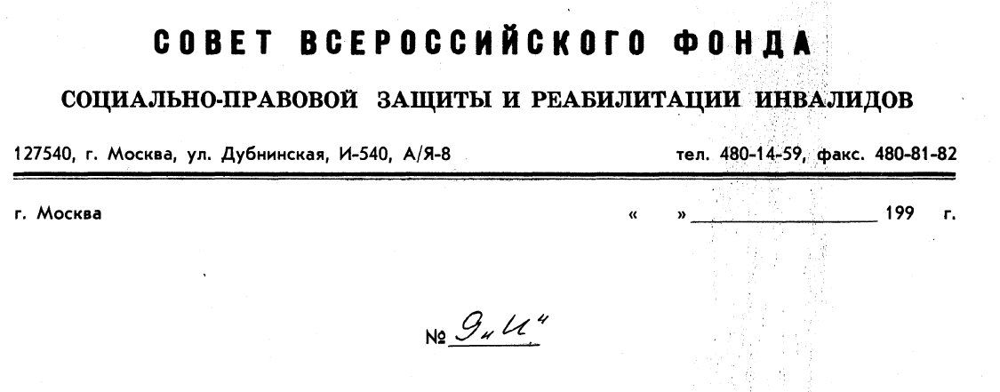 СОВЕТ ВСЕРОССИЙСКОГО ФОНДА
СОЦИАЛЬНО-ПРАВОВОЙ ЗАЩИТЫ И РЕАБИЛИТАЦИИ ИНВАЛИДОВ
127540, г. Москва, ул. Дубнинская, И-540, А/Я-8 тел. 480-14-59, факс. 480-81-82
г. Москва « »____________________ 199 г.
№ 9 „И“